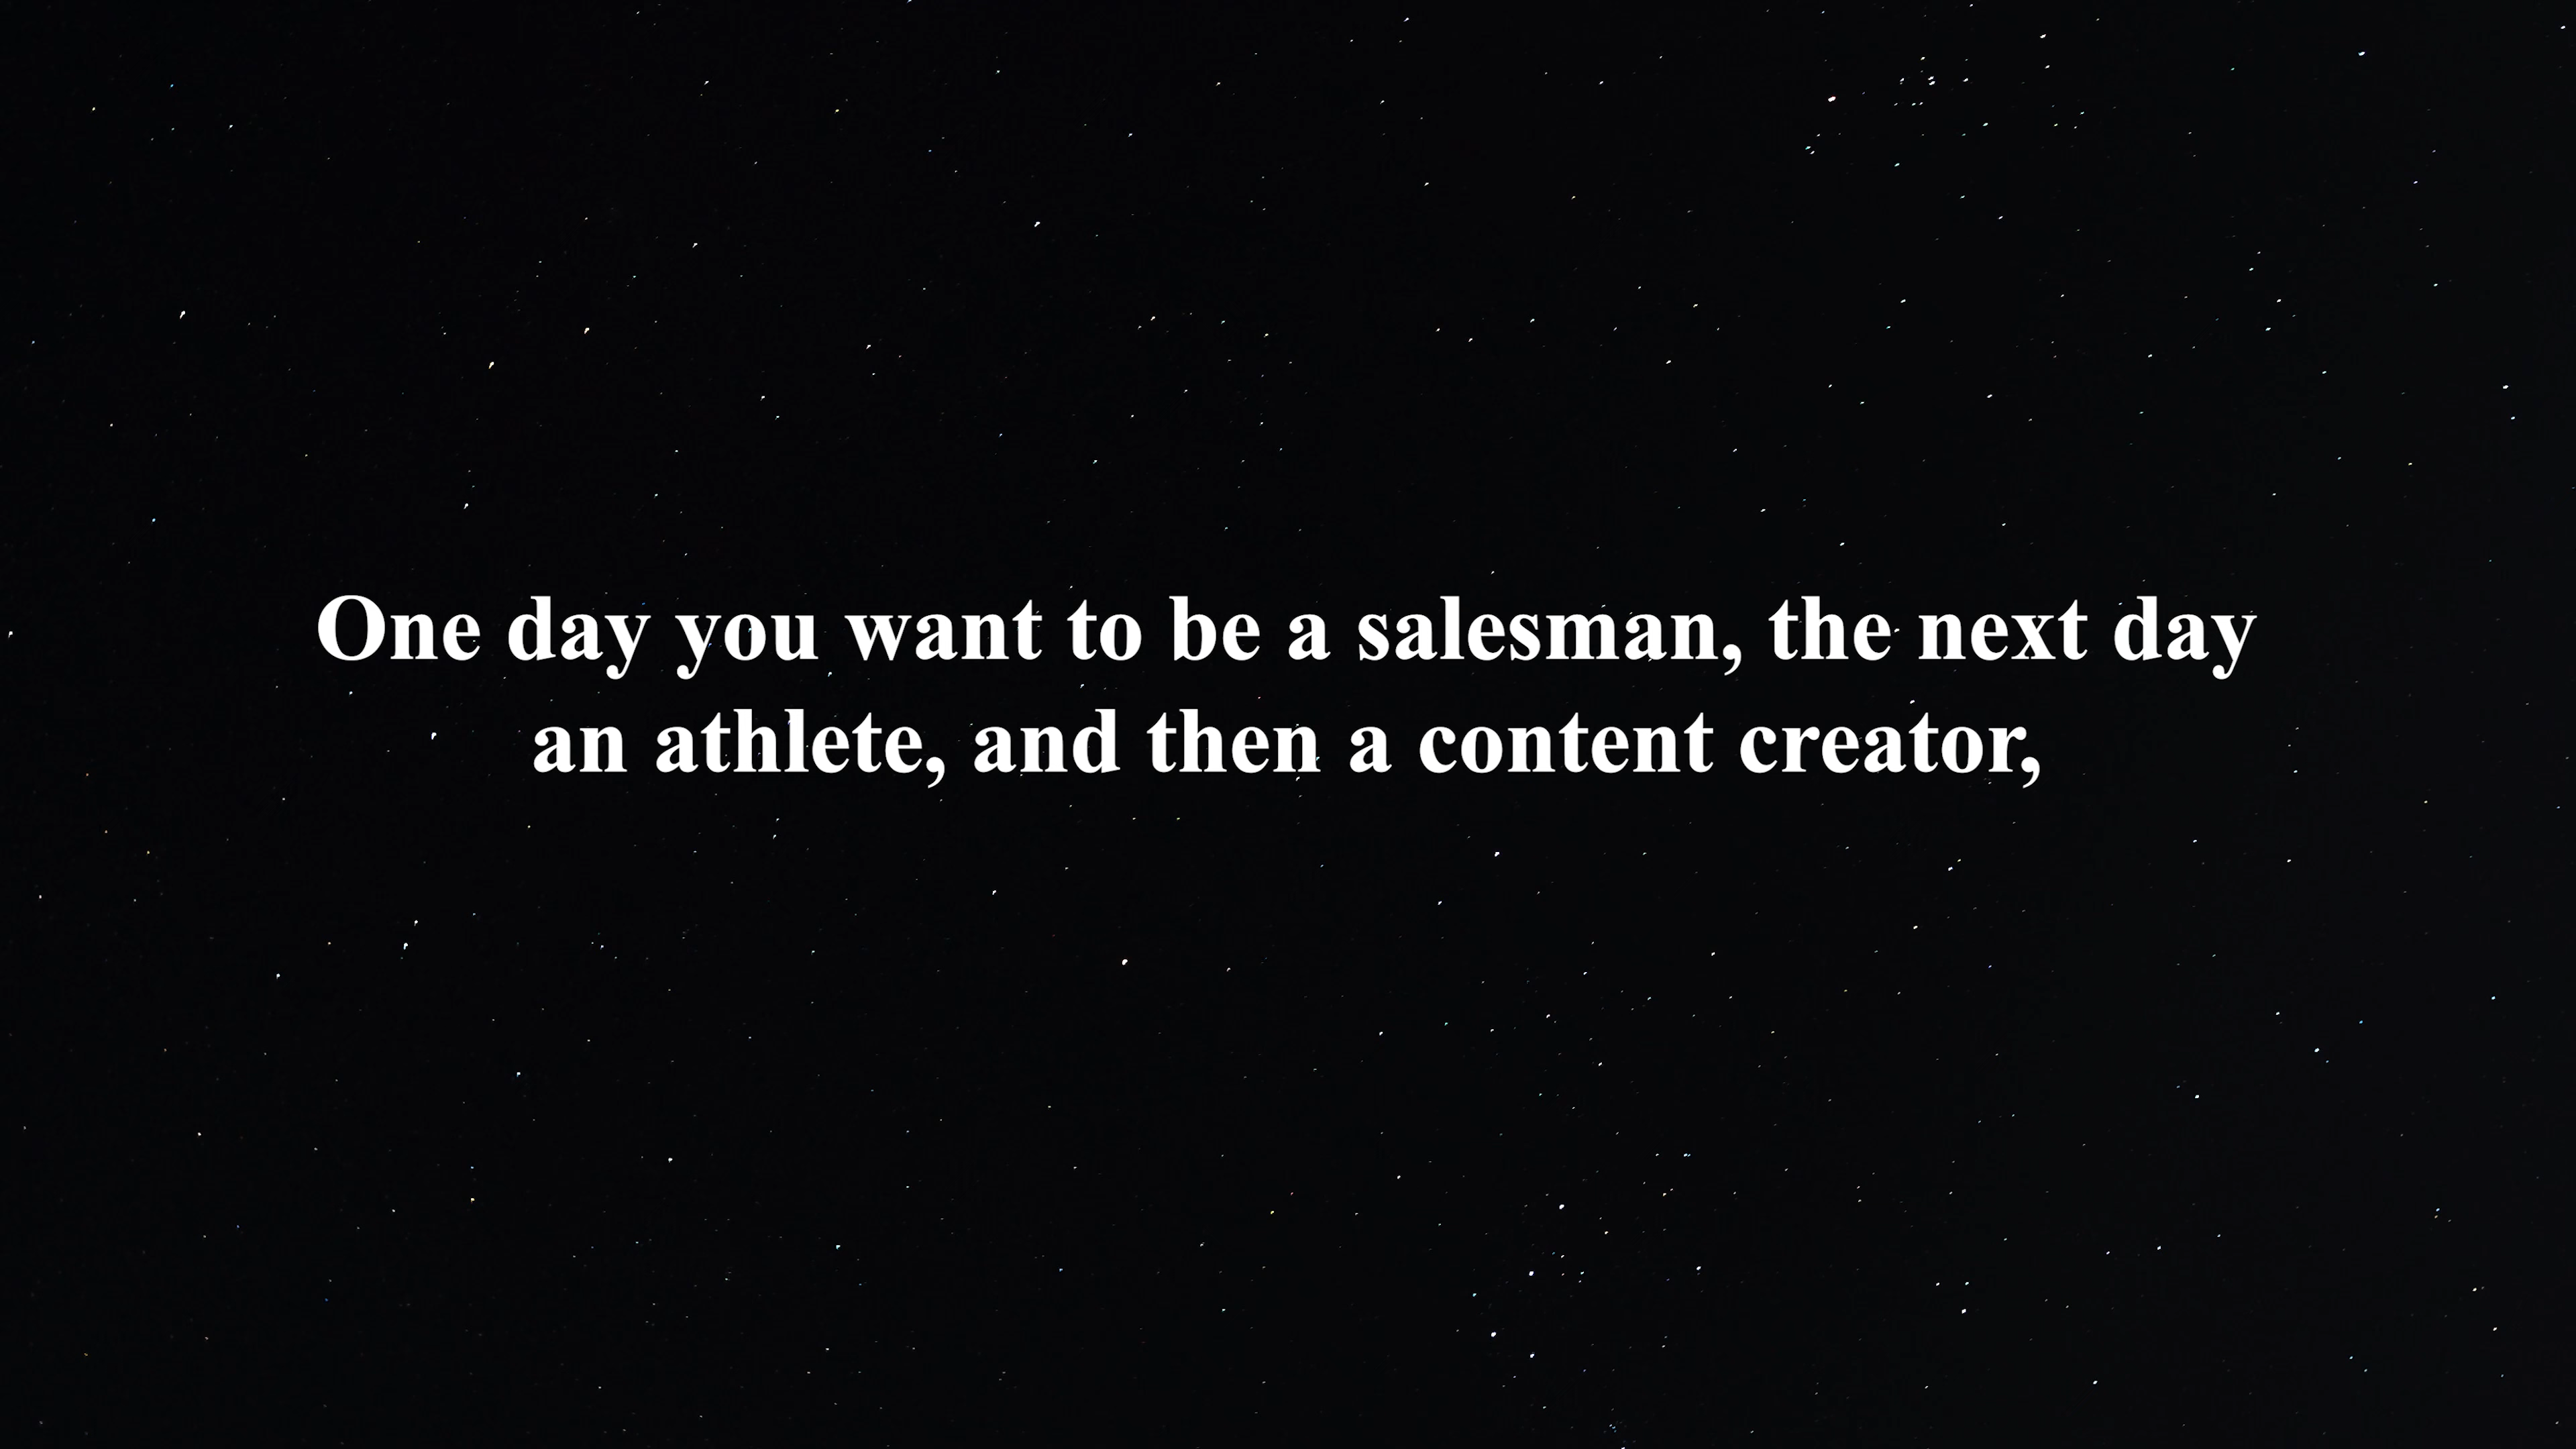 One day you want to be a salesman, the next day
an athlete, and then a content creator,